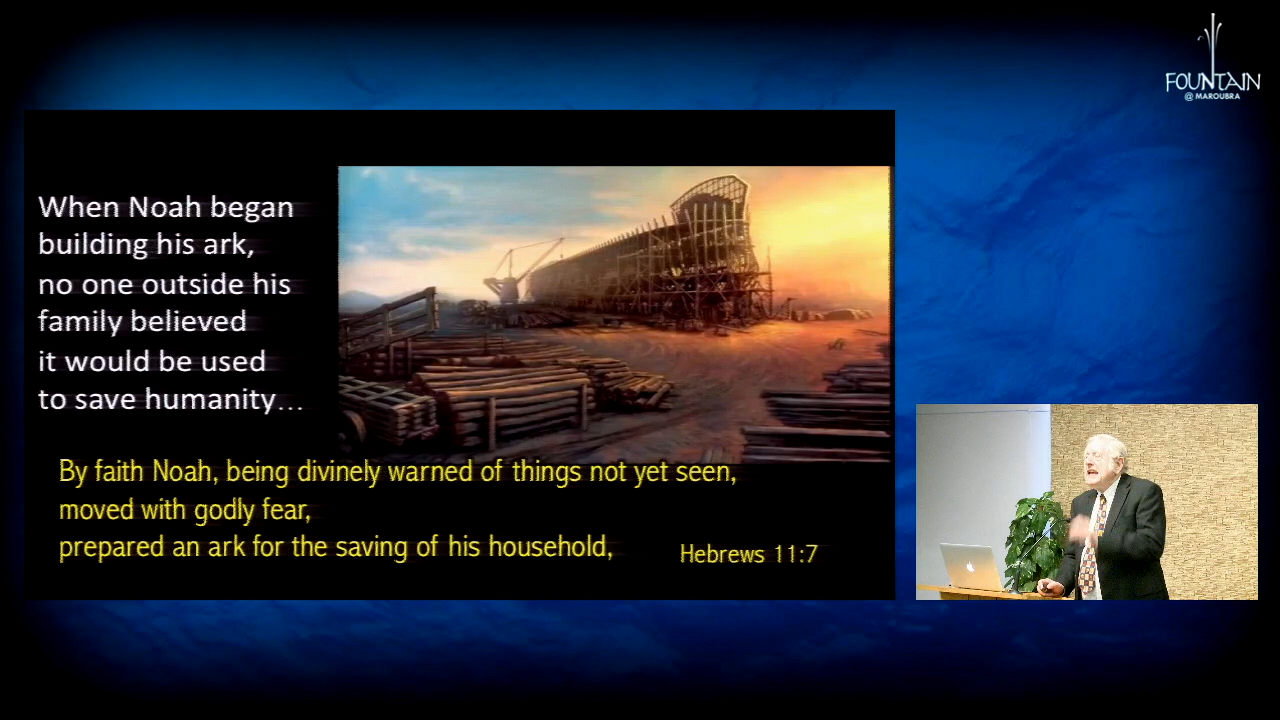 FOUNTAIN
@ MAROUBRA
When Noah began
building his ark,
no one outside his
family believed
it would be used
to save humanity...
By faith Noah, being divinely warned of things not yet seen,
moved with godly fear,
prepared an ark for the saving of his household,
Hebrews 11:7